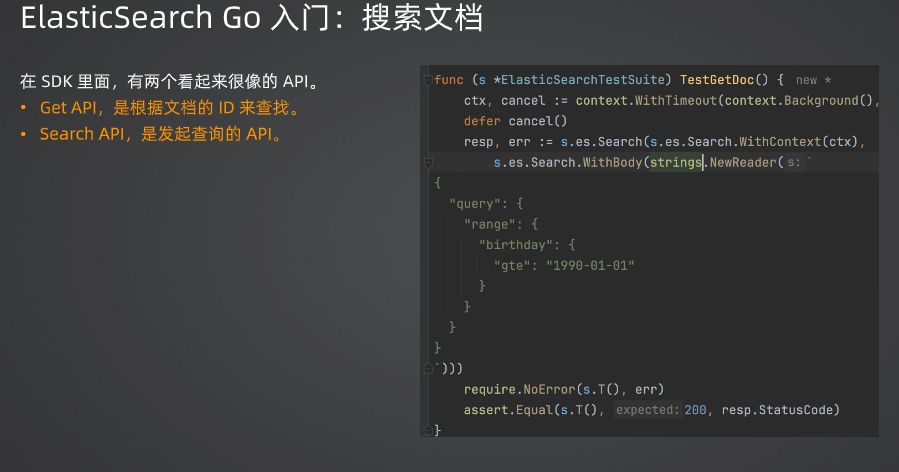 ElasticSearch Go 入门：搜索文档
在 SDK 里面，有两个看起来很像的 API。
• Get API，是根据文档的 ID 来查找。
• Search API，是发起查询的 API。
func (s *ElasticSearchTestSuite) TestGetDoc() { new *
ctx, cancel := context.WithTimeout(context.Background(),
defer cancel()
resp, err := s.es.Search(s.es.Search.WithContext(ctx),
s.es.Search.WithBody(strings.NewReader( s: `
{
"query": {
"range": {
"birthday": {
"gte": "1990-01-01"
}
}
}
}
`)))
require.NoError(s.T(), err)
assert.Equal(s.T(), expected: 200, resp.StatusCode)
}